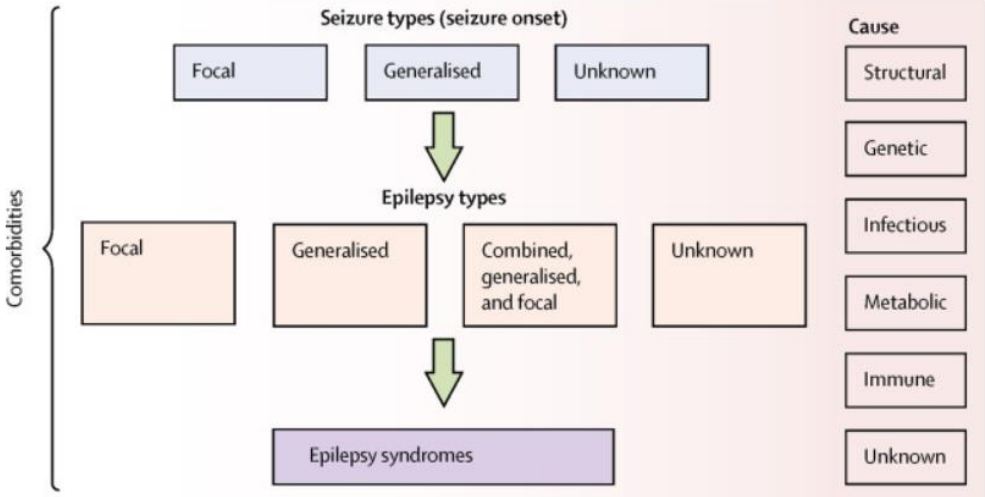 Seizure types (seizure onset)
Focal
Generalised
Unknown
Epilepsy types
Focal
Generalised
Combined,
generalised,
and focal
Unknown
Epilepsy syndromes
Comorbidities
Cause
Structural
Genetic
Infectious
Metabolic
Immune
Unknown